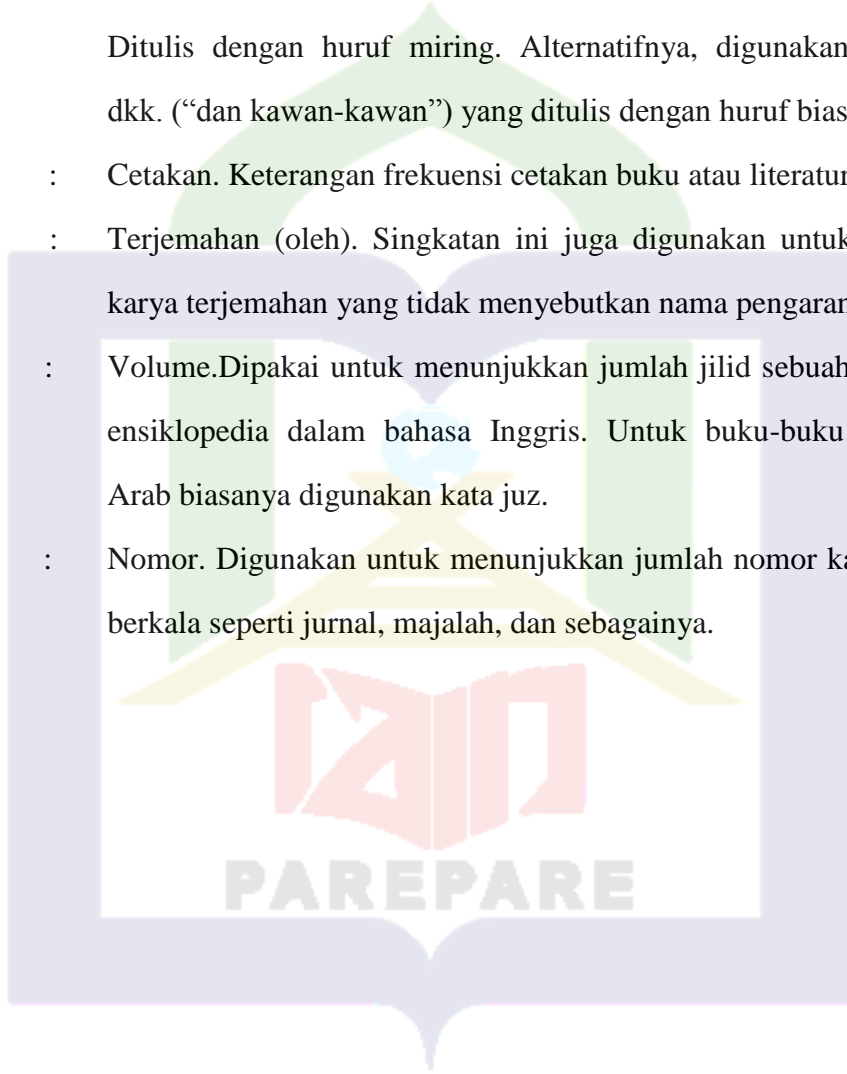 Ditulis dengan huruf miring. Alternatifnya, digunakan
dkk. (“dan kawan-kawan”) yang ditulis dengan huruf bias
: Cetakan. Keterangan frekuensi cetakan buku atau literatur
: Terjemahan (oleh). Singkatan ini juga digunakan untuk
karya terjemahan yang tidak menyebutkan nama pengaran
: Volume.Dipakai untuk menunjukkan jumlah jilid sebuah
ensiklopedia dalam bahasa Inggris. Untuk buku-buku
Arab biasanya digunakan kata juz.
: Nomor. Digunakan untuk menunjukkan jumlah nomor ka
berkala seperti jurnal, majalah, dan sebagainya.
iain
PAREPARE